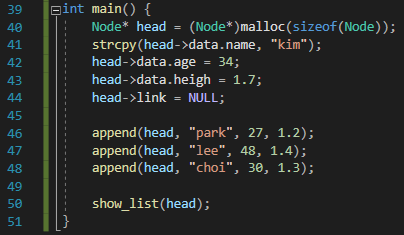 39 int main() {
40 Node* head = (Node*)malloc(sizeof(Node));
41 strcpy(head->data.name, "kim");
42 head->data.age = 34;
43 head->data.heigh = 1.7;
44 head->link = NULL;
45
46 append(head, "park", 27, 1.2);
47 append(head, "lee", 48, 1.4);
48 append(head, "choi", 30, 1.3);
49
50 show_list(head);
51 }